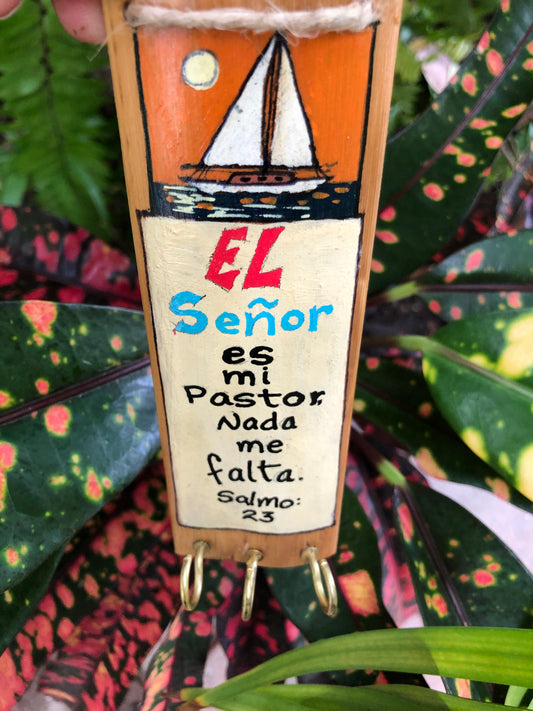 EL
Señor
es
mi
Pastor.
Nada
me
falta.
Salmo:
23